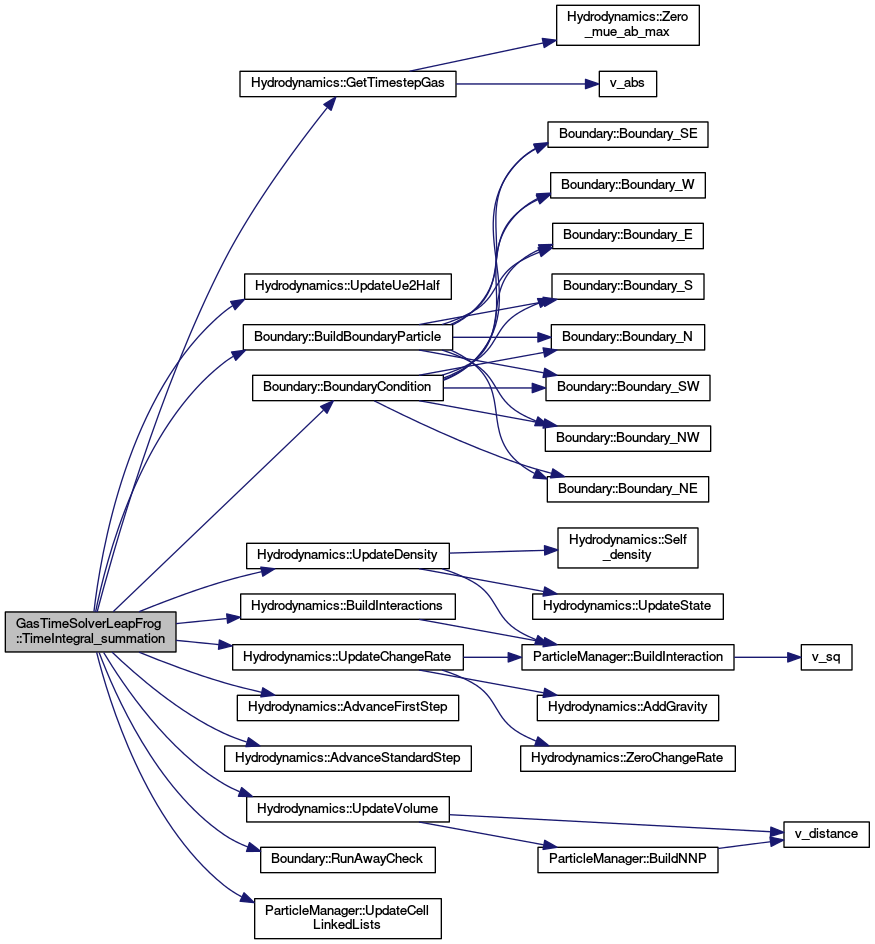 Hydrodynamics::Zero
_mue_ab_max
Hydrodynamics::GetTimestepGas
v_abs
Boundary::Boundary_SE
Boundary::Boundary_W
Boundary::Boundary_E
Hydrodynamics::UpdateUe2Half
Boundary::Boundary_S
Boundary::BuildBoundaryParticle
Boundary::Boundary_N
Boundary::BoundaryCondition
Boundary::Boundary_SW
Boundary::Boundary_NW
Boundary::Boundary_NE
Hydrodynamics::Self
_density
Hydrodynamics::UpdateDensity
Hydrodynamics::BuildInteractions
Hydrodynamics::UpdateState
GasTimeSolverLeapFrog
::TimeIntegral_summation
Hydrodynamics::UpdateChangeRate
ParticleManager::BuildInteraction
v_sq
Hydrodynamics::AdvanceFirstStep
Hydrodynamics::AddGravity
Hydrodynamics::AdvanceStandardStep
Hydrodynamics::ZeroChangeRate
Hydrodynamics::UpdateVolume
v_distance
Boundary::RunAwayCheck
ParticleManager::BuildNNP
ParticleManager::UpdateCell
LinkedLists